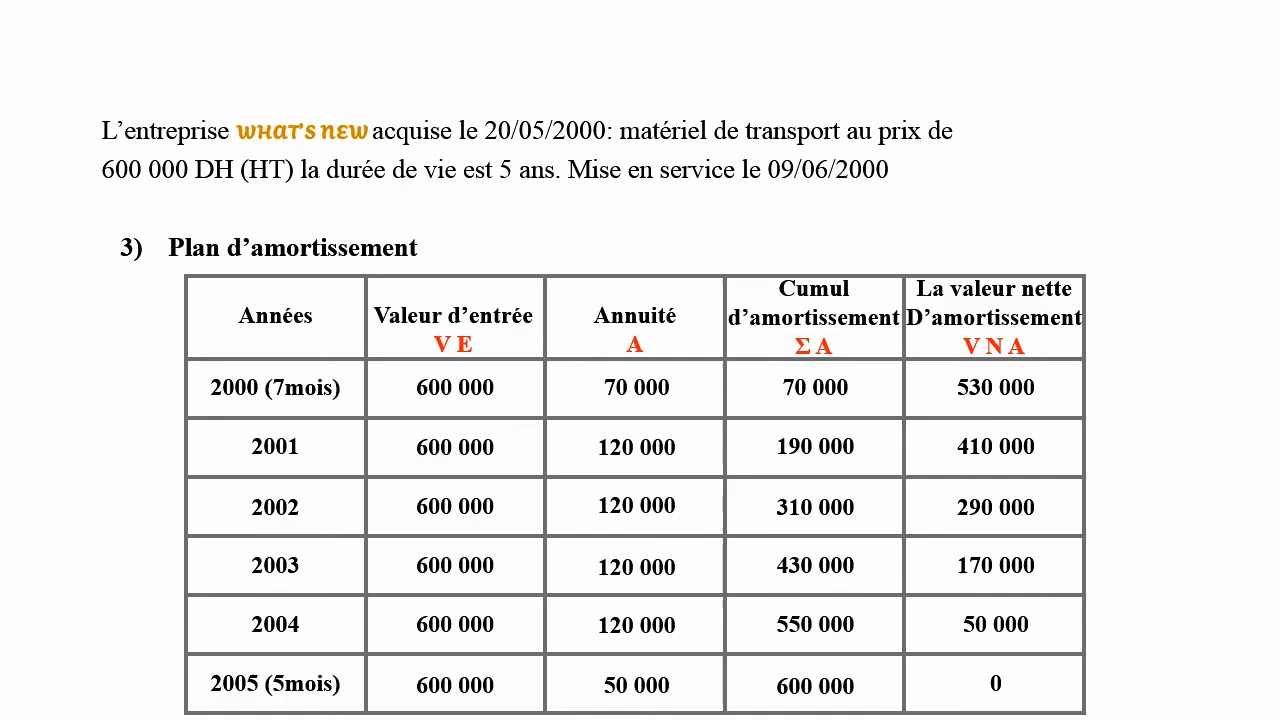 L’entreprise WHAT'S NEW acquise le 20/05/2000: matériel de transport au prix de
600 000 DH (HT) la durée de vie est 5 ans. Mise en service le 09/06/2000
3) Plan d’amortissement
Années Valeur d’entrée V E Annuité A Cumul d’amortissement Σ A La valeur nette D’amortissement V N A
2000 (7mois) 600 000 70 000 70 000 530 000
2001 600 000 120 000 190 000 410 000
2002 600 000 120 000 310 000 290 000
2003 600 000 120 000 430 000 170 000
2004 600 000 120 000 550 000 50 000
2005 (5mois) 600 000 50 000 600 000 0